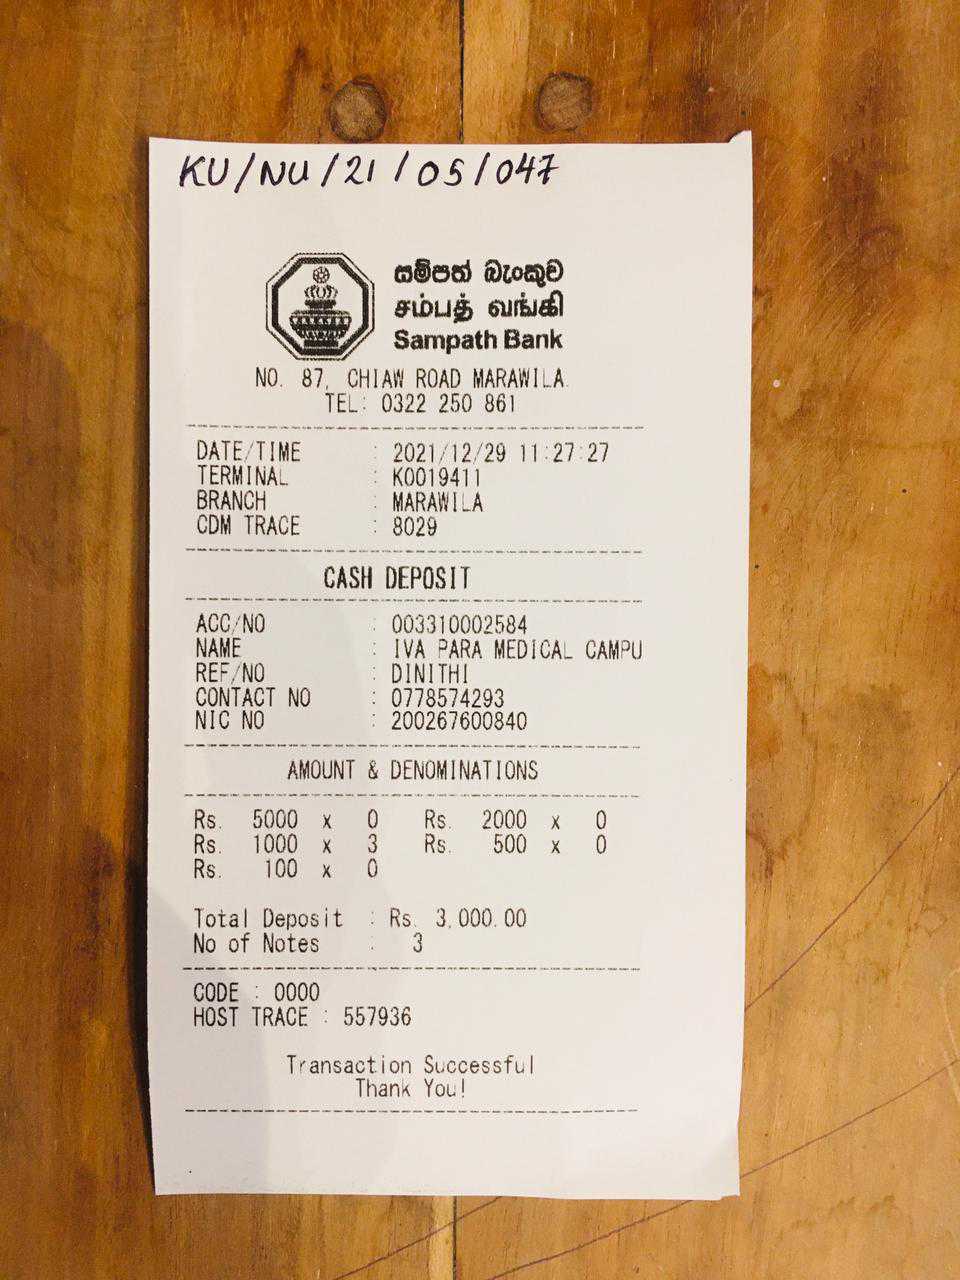 KU/NU/21/05/047
සම්පත් බැංකුව
சம்பத் வங்கி
Sampath Bank
NO. 87, CHIAW ROAD MARAWILA.
TEL: 0322 250 861
DATE/TIME : 2021/12/29 11:27:27
TERMINAL : K0019411
BRANCH : MARAWILA
CDM TRACE : 8029
CASH DEPOSIT
ACC/NO : 003310002584
NAME : IVA PARA MEDICAL CAMPU
REF/NO : DINITHI
CONTACT NO : 0778574293
NIC NO : 200267600840
AMOUNT & DENOMINATIONS
Rs. 5000 x 0 Rs. 2000 x 0
Rs. 1000 x 3 Rs. 500 x 0
Rs. 100 x 0
Total Deposit : Rs. 3,000.00
No of Notes : 3
CODE : 0000
HOST TRACE : 557936
Transaction Successful
Thank You!